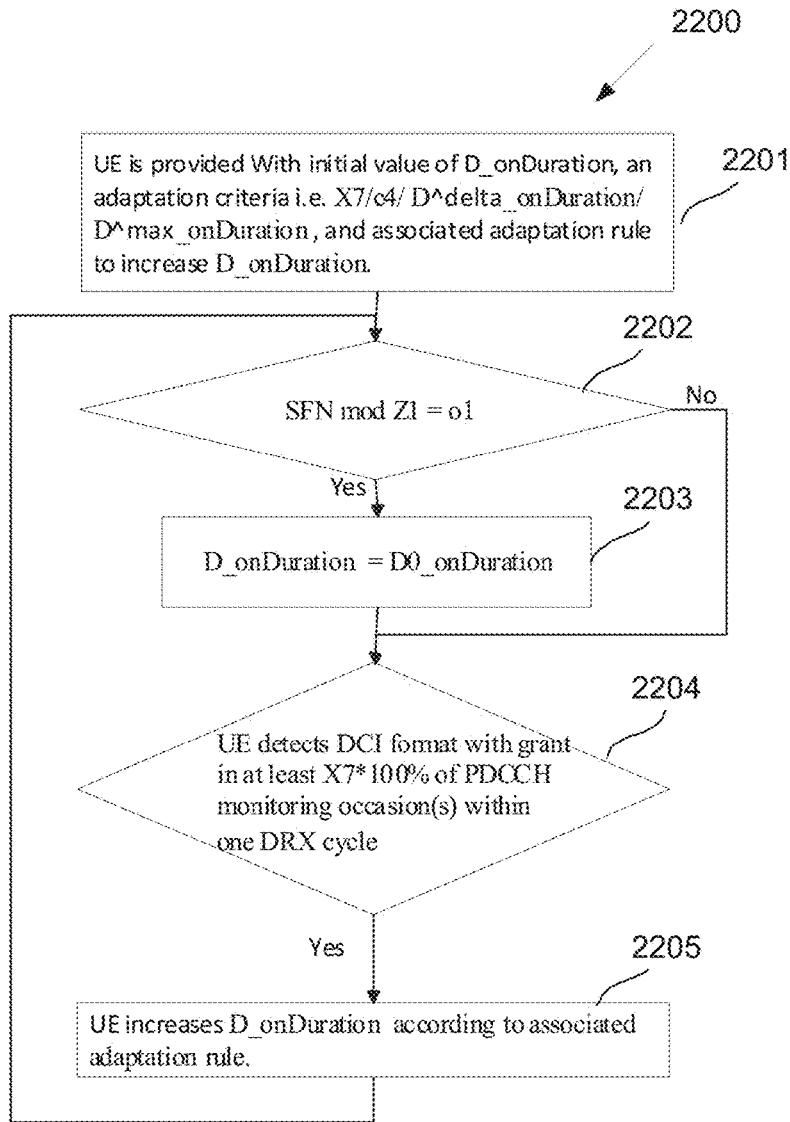 2200
UE is provided With initial value of D_onDuration, an
adaptation criteria i.e. X7/c4/ D^delta_onDuration/
D^max_onDuration, and associated adaptation rule
to increase D_onDuration.
2201
2202
SFN mod Z1 = o1
No
Yes
2203
D_onDuration = D0_onDuration
2204
UE detects DCI format with grant
in at least X7*100% of PDCCH
monitoring occasion(s) within
one DRX cycle
Yes
2205
UE increases D_onDuration according to associated
adaptation rule.